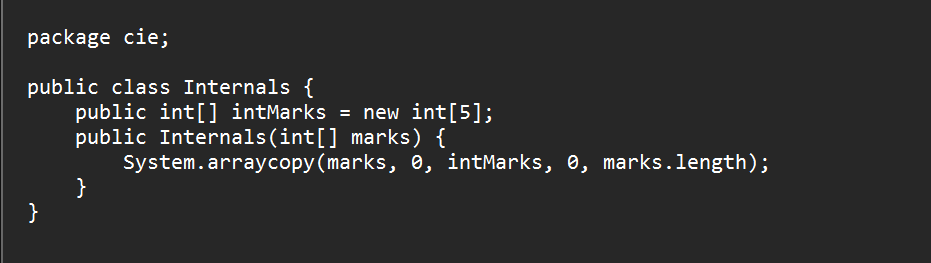 package cie;
public class Internals {
    public int[] intMarks = new int[5];
    public Internals(int[] marks) {
        System.arraycopy(marks, 0, intMarks, 0, marks.length);
    }
}